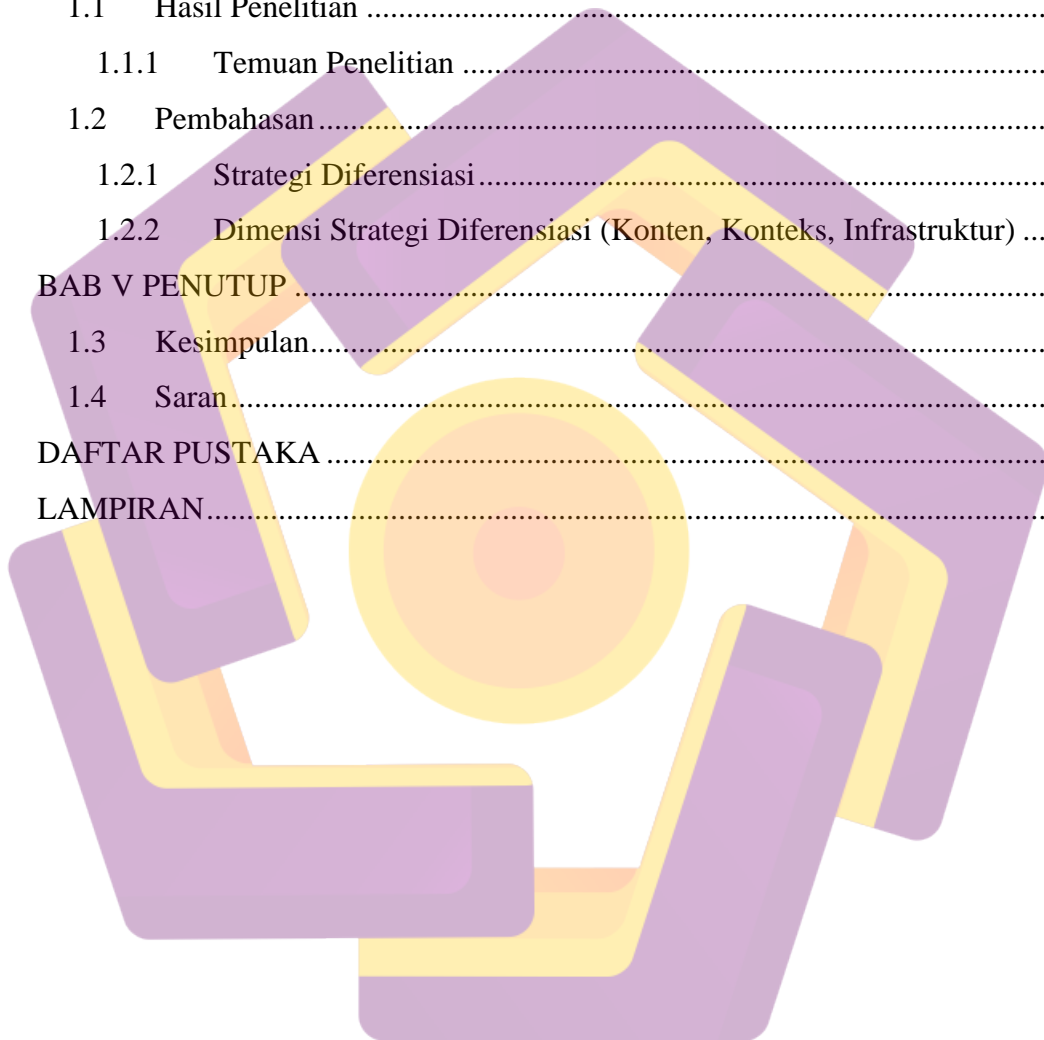 1.1 Hasil Penelitian ................................................................
1.1.1 Temuan Penelitian ................................................................
1.2 Pembahasan ................................................................
1.2.1 Strategi Diferensiasi ................................................................
1.2.2 Dimensi Strategi Diferensiasi (Konten, Konteks, Infrastruktur) ...
BAB V PENUTUP ................................................................
1.3 Kesimpulan ................................................................
1.4 Saran ................................................................
DAFTAR PUSTAKA ................................................................
LAMPIRAN ................................................................